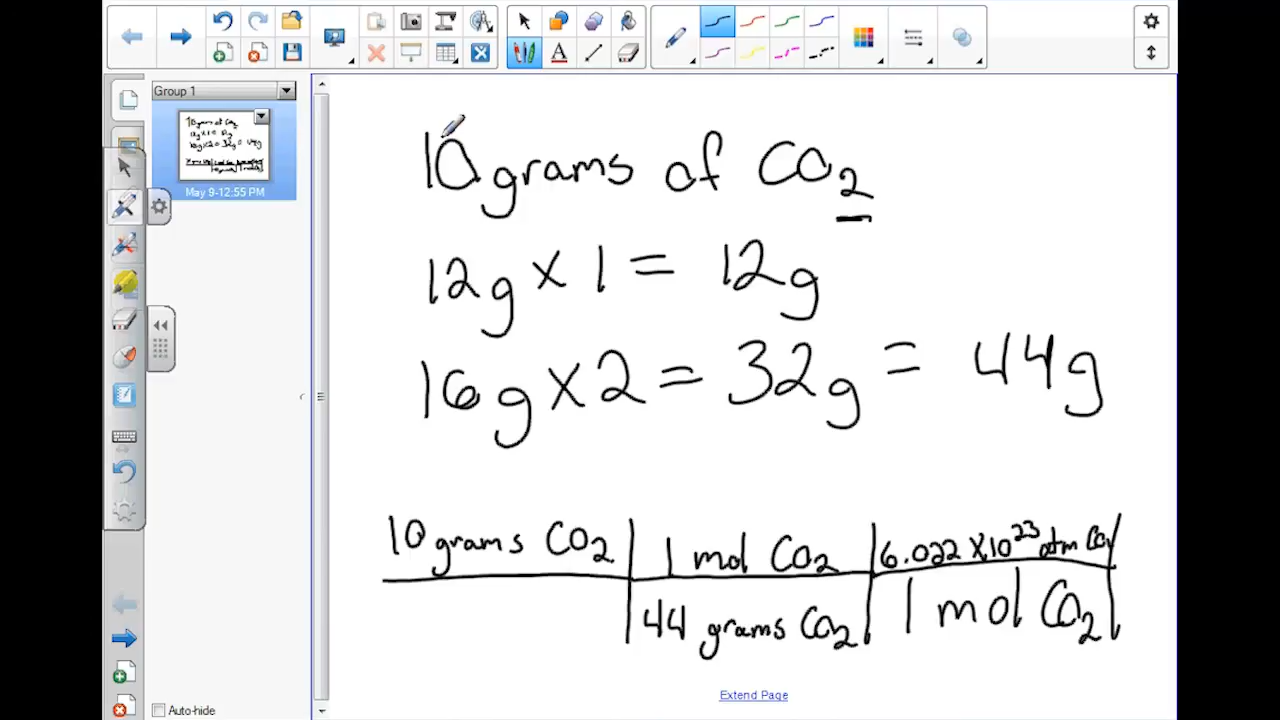 Group 1
10 grams of CO2
12g x 1 = 12g
16g x 2 = 32g = 44g
May 9-12:55 PM
10 grams CO2 | 1 mol CO2 | 6.022 x 10^23 atm CO2
44 grams CO2 | 1 mol CO2
Extend Page
Auto-hide